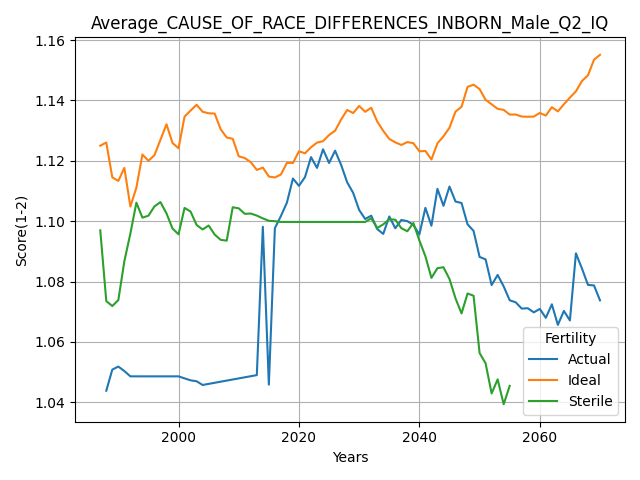 Average_CAUSE_OF_RACE_DIFFERENCES_INBORN_Male_Q2_IQ
1.16
1.14
1.12
1.10
1.08
1.06
1.04
Score(1-2)
2000
2020
2040
2060
Years
Fertility
Actual
Ideal
Sterile